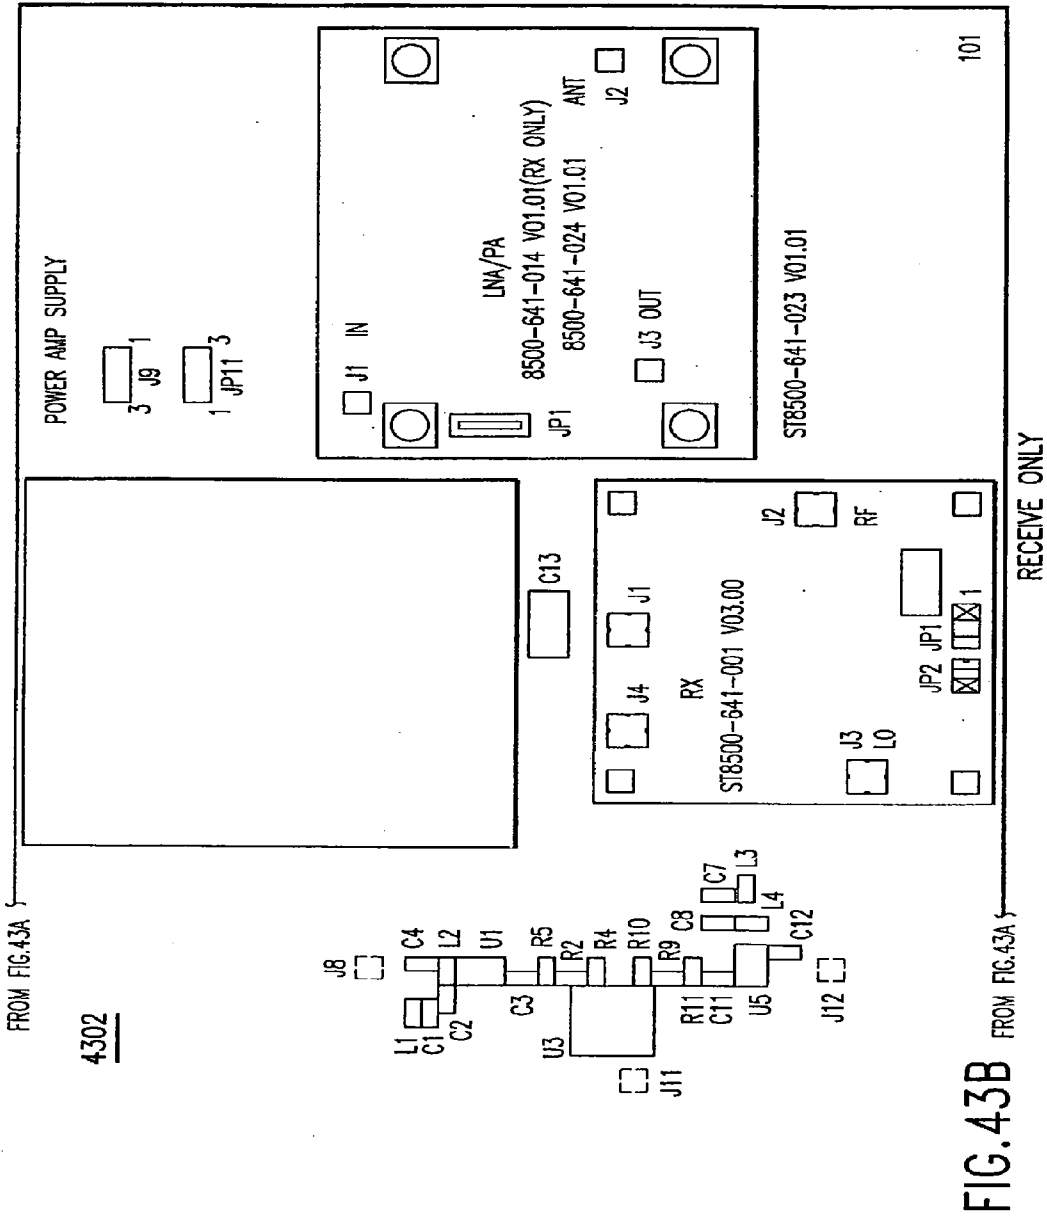 FROM FIG.43A
4302
POWER AMP SUPPLY
3
J9
1
1
JP11
3
J1
IN
JP1
LNA/PA
8500-641-014 V01.01(RX ONLY)
8500-641-024 V01.01
ANT
J2
J3 OUT
ST8500-641-023 V01.01
101
C13
J4
J1
RX
ST8500-641-001 V03.00
J2
RF
J3
LO
JP2
JP1
1
J8
L1
C1
C2
C4
L2
U1
C3
R5
R2
R4
U3
J11
R10
R9
R11
C11
U5
C8
C7
L3
L4
C12
J12
FROM FIG.43A
RECEIVE ONLY
FIG.43B